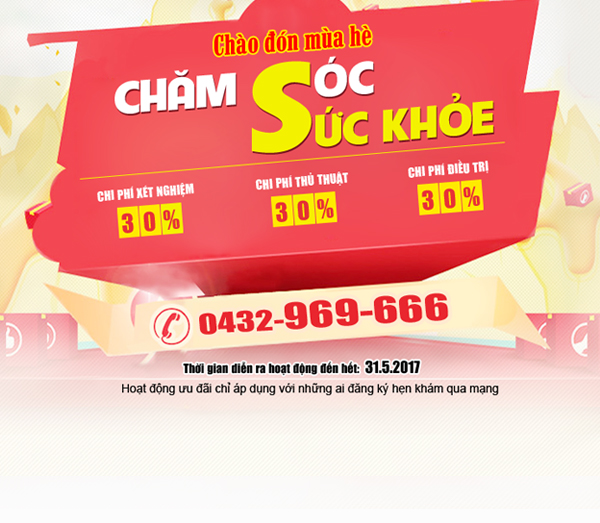 Chào đón mùa hè
CHĂM SÓC
SỨC KHỎE
CHI PHÍ XÉT NGHIỆM
30%
CHI PHÍ THỦ THUẬT
30%
CHI PHÍ ĐIỀU TRỊ
30%
0432-969-666
Thời gian diễn ra hoạt động đến hết: 31.5.2017
Hoạt động ưu đãi chỉ áp dụng với những ai đăng ký hẹn khám qua mạng